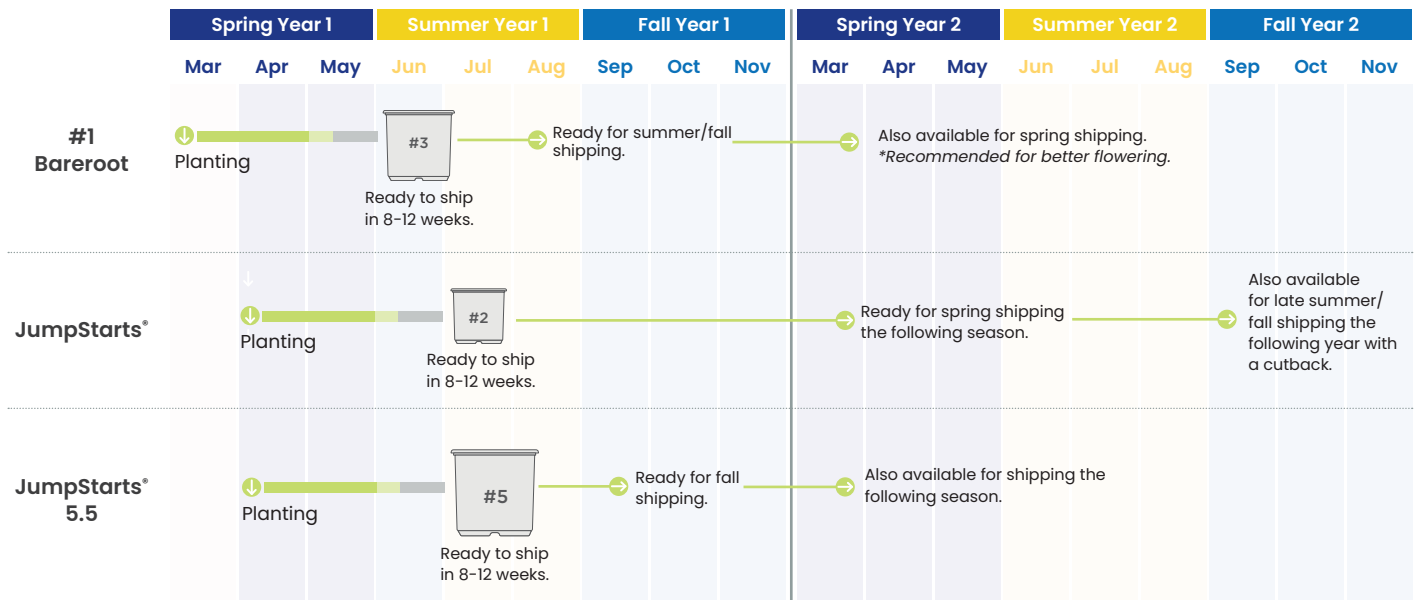 Spring Year 1 Summer Year 1 Fall Year 1 Spring Year 2 Summer Year 2 Fall Year 2
Mar Apr May Jun Jul Aug Sep Oct Nov Mar Apr May Jun Jul Aug Sep Oct Nov
#1
Bareroot
Planting
#3
Ready to ship
in 8-12 weeks.
Ready for summer/fall
shipping.
Also available for spring shipping.
*Recommended for better flowering.
JumpStarts®
Planting
#2
Ready to ship
in 8-12 weeks.
Ready for spring shipping
the following season.
Also available
for late summer/
fall shipping the
following year with
a cutback.
JumpStarts®
5.5
Planting
#5
Ready to ship
in 8-12 weeks.
Ready for fall
shipping.
Also available for shipping the
following season.